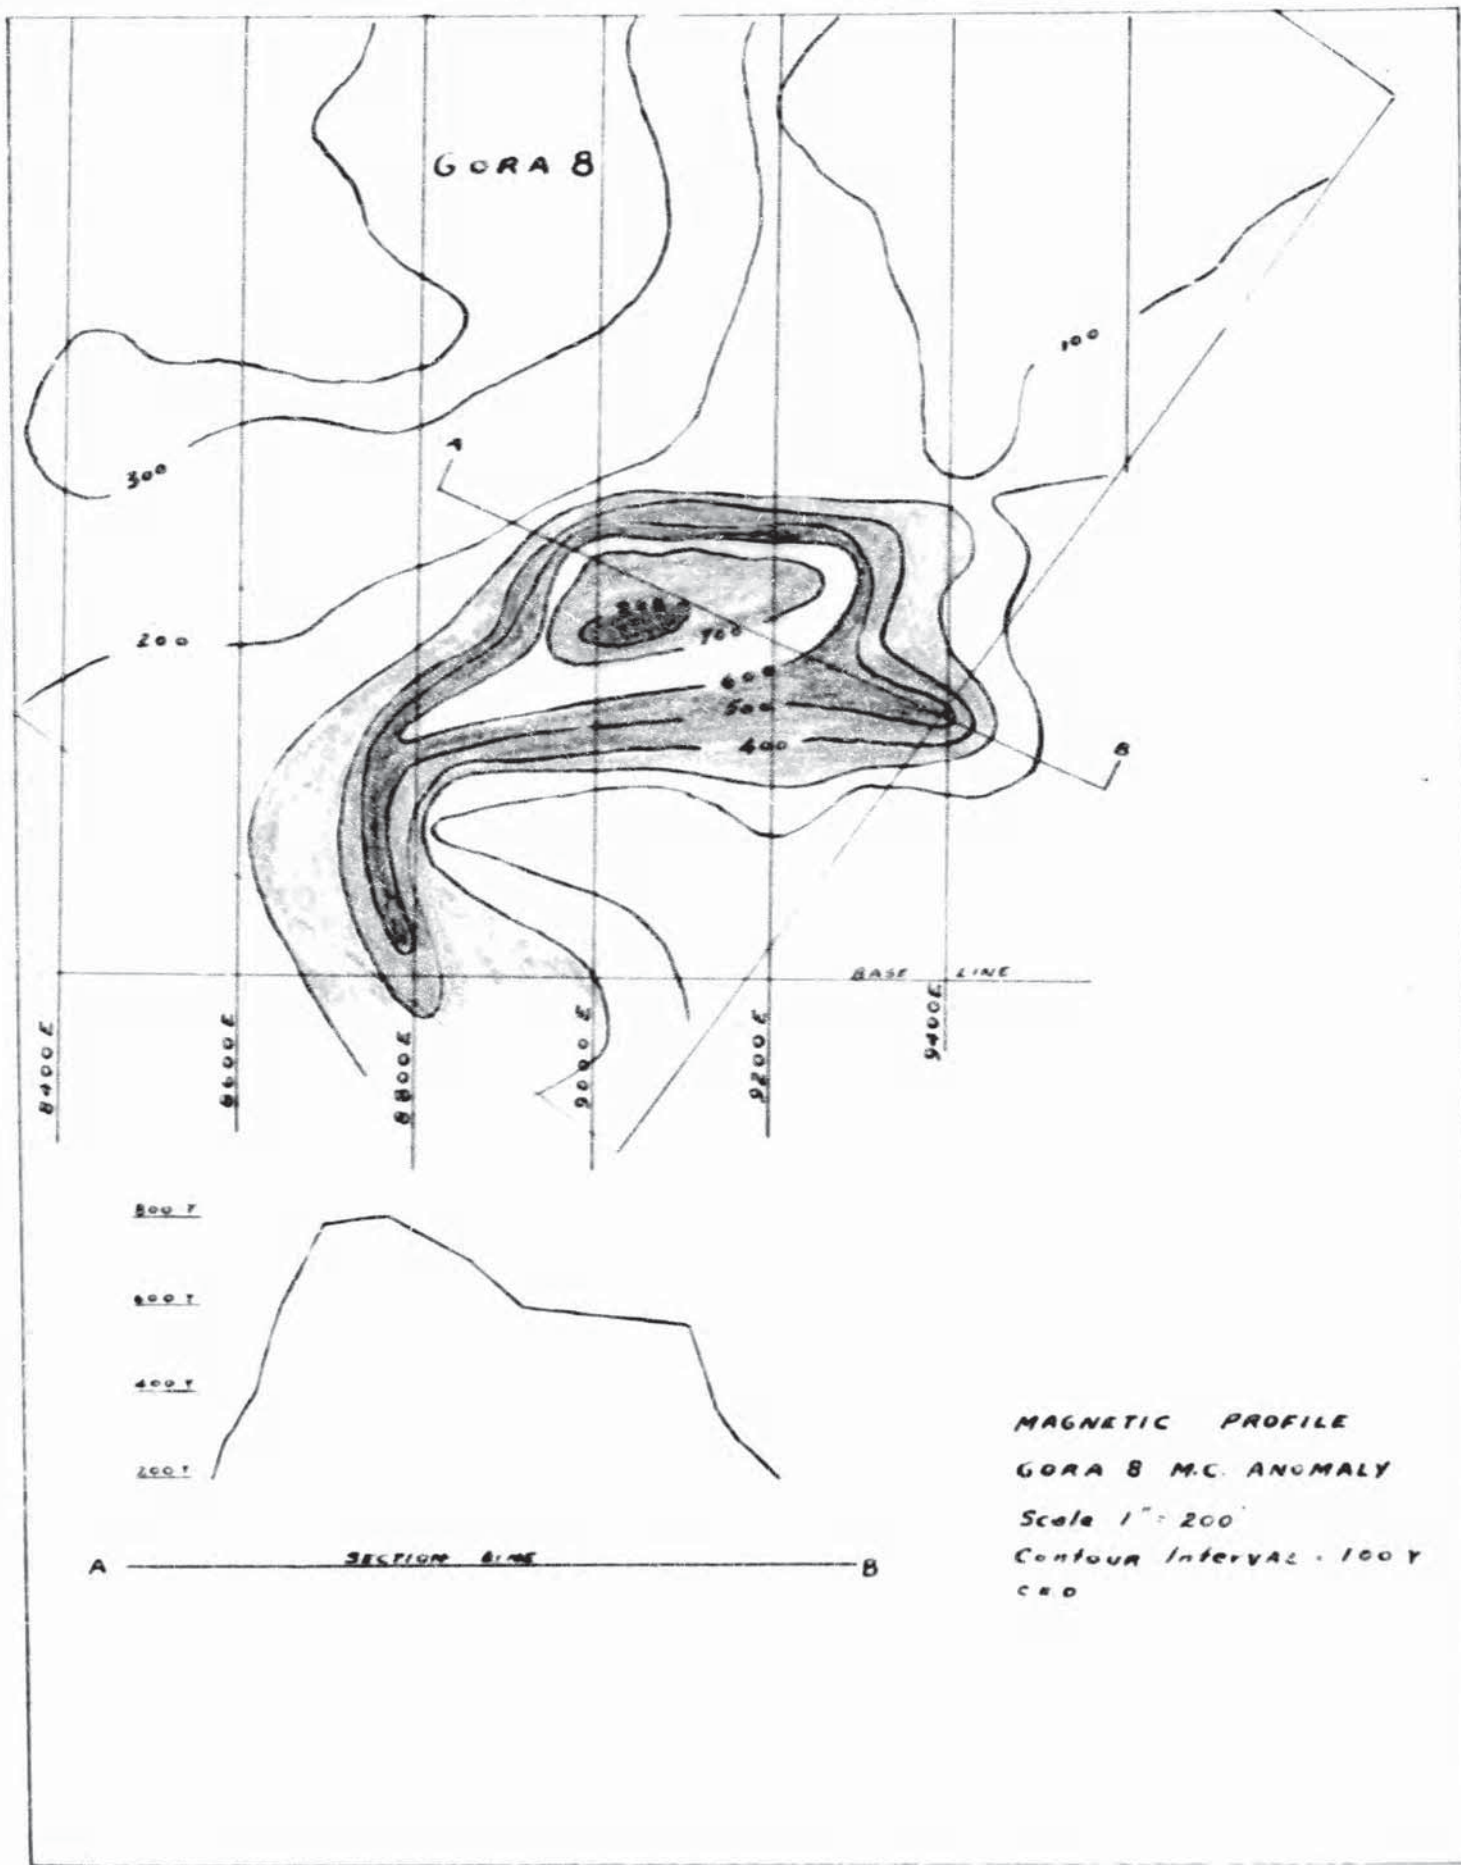 GORA 8
100
A
300
200
800
700
600
500
400
B
BASE LINE
8400E
8600E
8800E
9000E
9200E
9400E
800 γ
600 γ
400 γ
200 γ
A SECTION LINE B
MAGNETIC PROFILE
GORA 8 M.C. ANOMALY
Scale 1" = 200'
Contour Interval . 100 γ